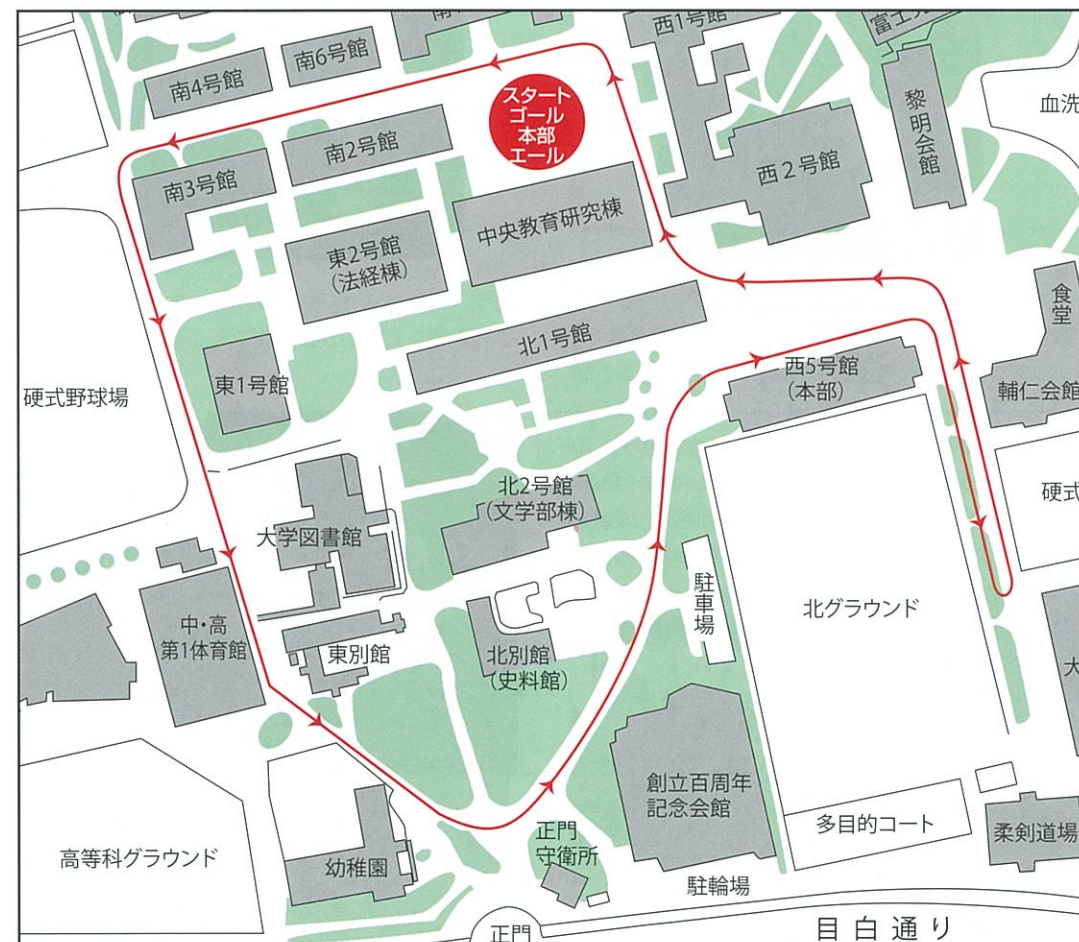 西1号館
南6号館
南4号館
スタート
ゴール
本部
エール
血洗
黎明会館
南2号館
西2号館
南3号館
中央教育研究棟
東2号館
(法経棟)
食堂
北1号館
西5号館
(本部)
東1号館
輔仁会館
硬式野球場
北2号館
(文学部棟)
硬式
大学図書館
駐車場
北グラウンド
中・高
第1体育館
東別館
北別館
(史料館)
大
創立百周年
記念会館
多目的コート
柔剣道場
正門
守衛所
高等科グラウンド
幼稚園
駐輪場
正門
目白通り